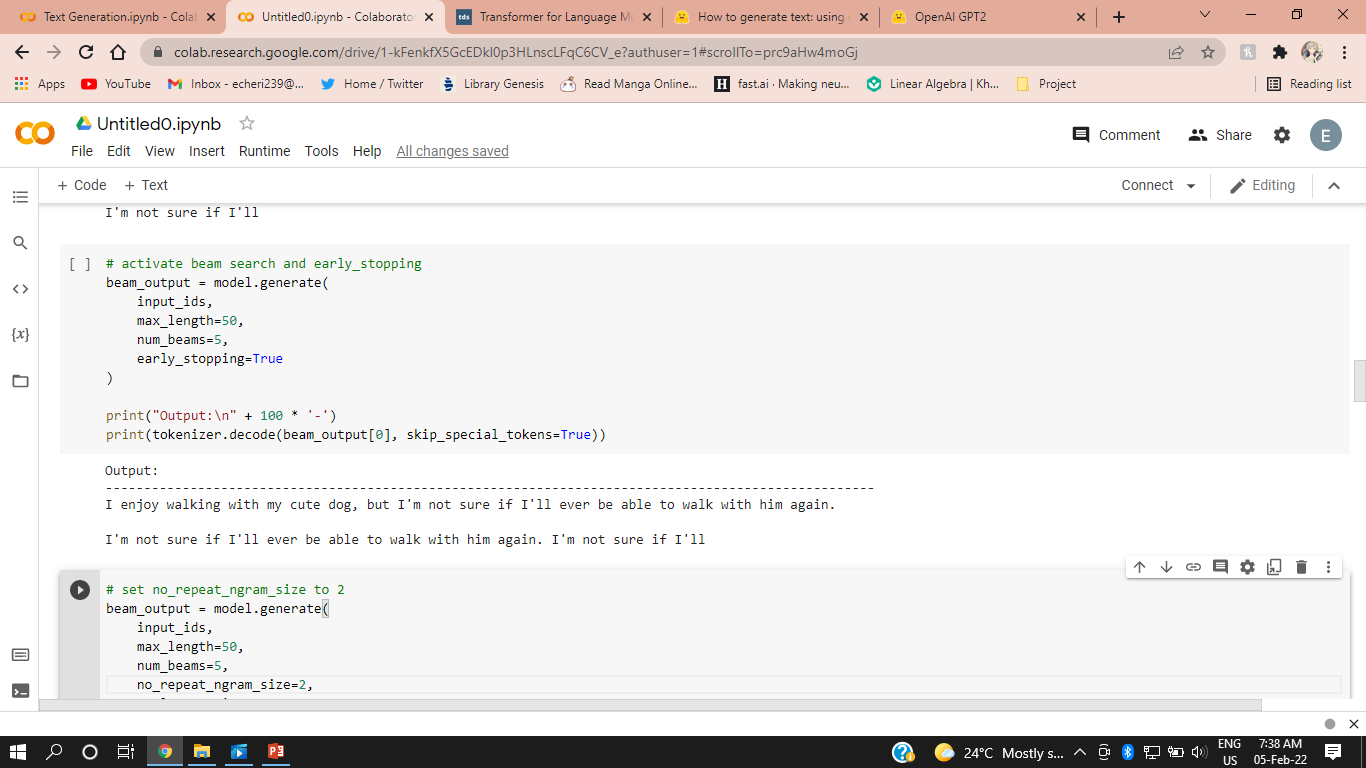 Text Generation.ipynb - Colab
Untitled0.ipynb - Colaborato
tds Transformer for Language Mo
How to generate text: using
OpenAI GPT2
colab.research.google.com/drive/1-kFenkfX5GcEDkI0p3HLnscLFqC6CV_e?authuser=1#scrollTo=prc9aHw4moGj
Apps YouTube Inbox - echeri239@... Home / Twitter Library Genesis Read Manga Online... H fast.ai · Making neu... Linear Algebra | Kh... Project Reading list
CO Untitled0.ipynb
File Edit View Insert Runtime Tools Help All changes saved
Comment Share E
+ Code + Text Connect Editing
I'm not sure if I'll
[ ] # activate beam search and early_stopping
beam_output = model.generate(
    input_ids,
    max_length=50,
    num_beams=5,
    early_stopping=True
)
print("Output:\n" + 100 * '-')
print(tokenizer.decode(beam_output[0], skip_special_tokens=True))
Output:
----------------------------------------------------------------------------------------------------
I enjoy walking with my cute dog, but I'm not sure if I'll ever be able to walk with him again.
I'm not sure if I'll ever be able to walk with him again. I'm not sure if I'll
# set no_repeat_ngram_size to 2
beam_output = model.generate(
    input_ids,
    max_length=50,
    num_beams=5,
    no_repeat_ngram_size=2,
24°C Mostly s... ENG US 7:38 AM 05-Feb-22